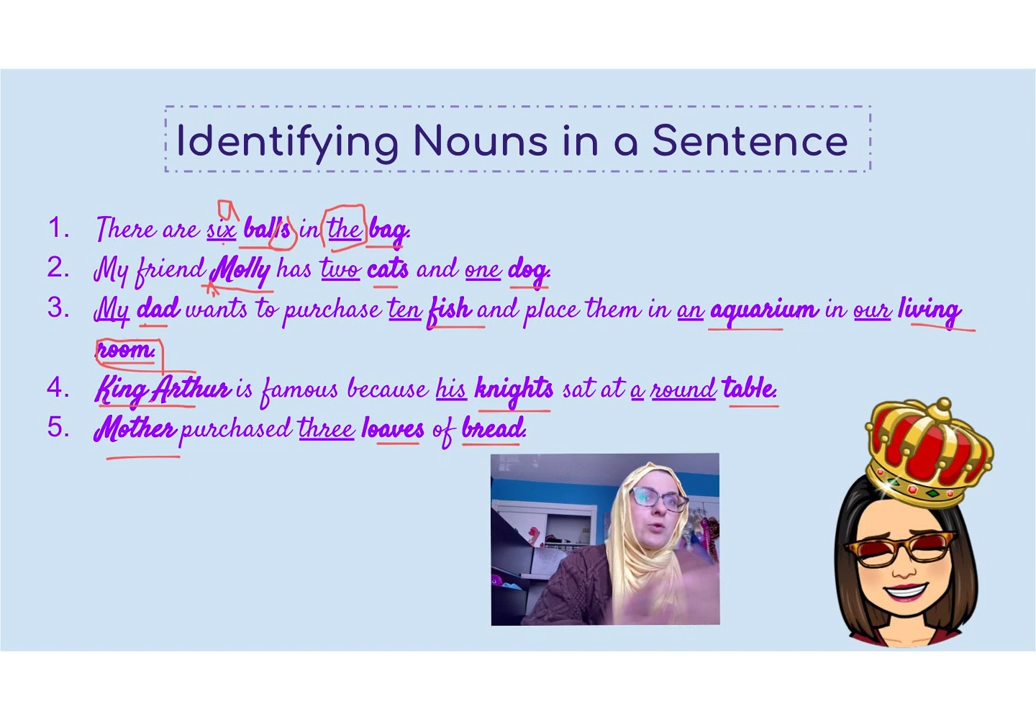 Identifying Nouns in a Sentence
1. There are six balls in the bag.
2. My friend Molly has two cats and one dog.
3. My dad wants to purchase ten fish and place them in an aquarium in our living
room.
4. King Arthur is famous because his knights sat at a round table.
5. Mother purchased three loaves of bread.